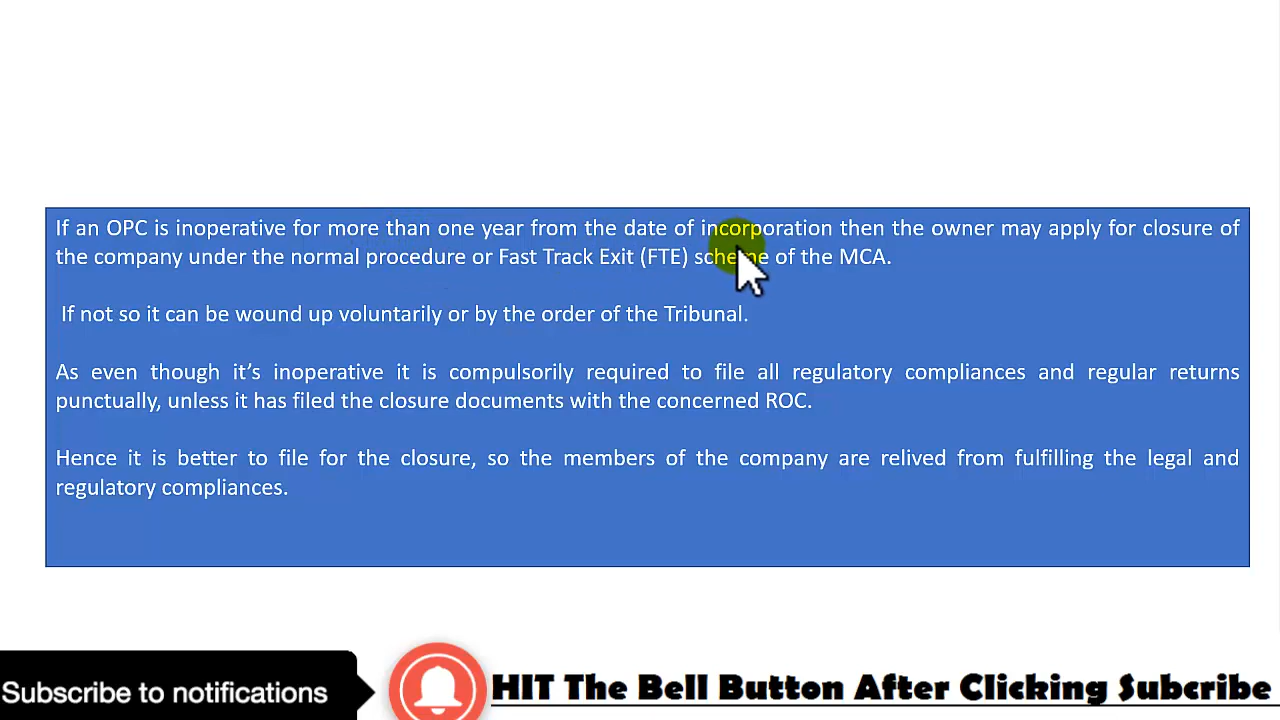 If an OPC is inoperative for more than one year from the date of incorporation then the owner may apply for closure of
the company under the normal procedure or Fast Track Exit (FTE) scheme of the MCA.
If not so it can be wound up voluntarily or by the order of the Tribunal.
As even though it's inoperative it is compulsorily required to file all regulatory compliances and regular returns
punctually, unless it has filed the closure documents with the concerned ROC.
Hence it is better to file for the closure, so the members of the company are relived from fulfilling the legal and
regulatory compliances.
Subscribe to notifications
HIT The Bell Button After Clicking Subcribe